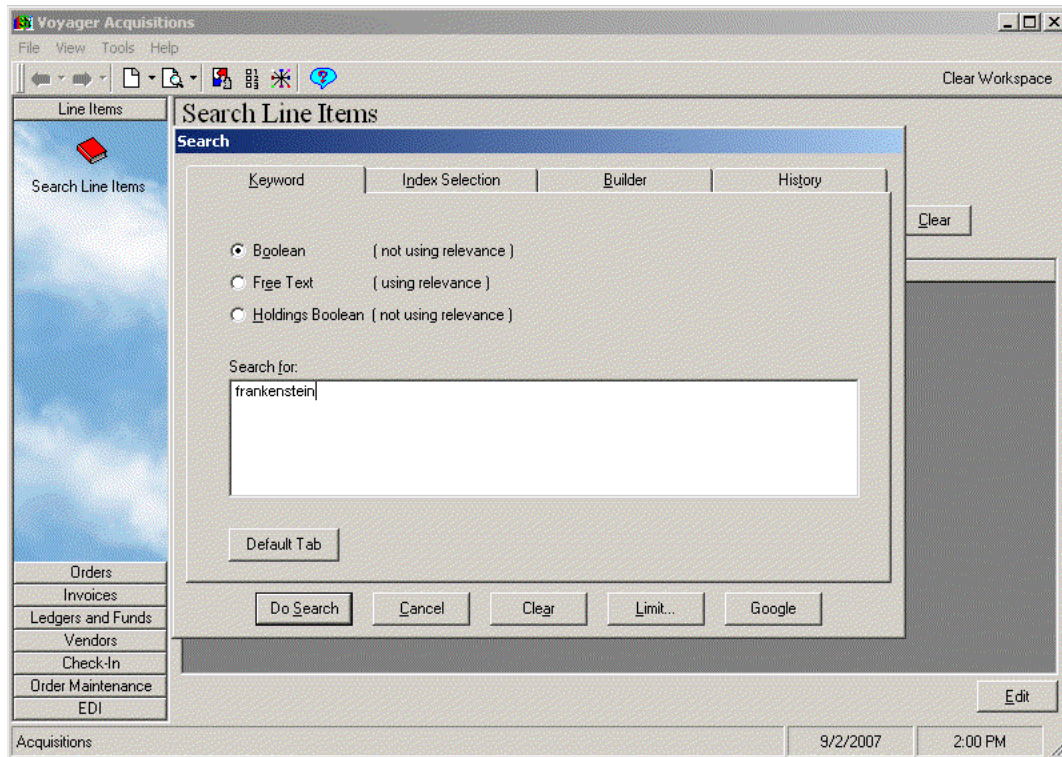 Voyager Acquisitions
File View Tools Help
Clear Workspace
Line Items
Search Line Items
Search Line Items
Search
Keyword Index Selection Builder History
Clear
Boolean ( not using relevance )
Free Text ( using relevance )
Holdings Boolean ( not using relevance )
Search for:
frankenstein
Default Tab
Do Search Cancel Clear Limit... Google
Orders
Invoices
Ledgers and Funds
Vendors
Check-In
Order Maintenance
EDI
Edit
Acquisitions 9/2/2007 2:00 PM